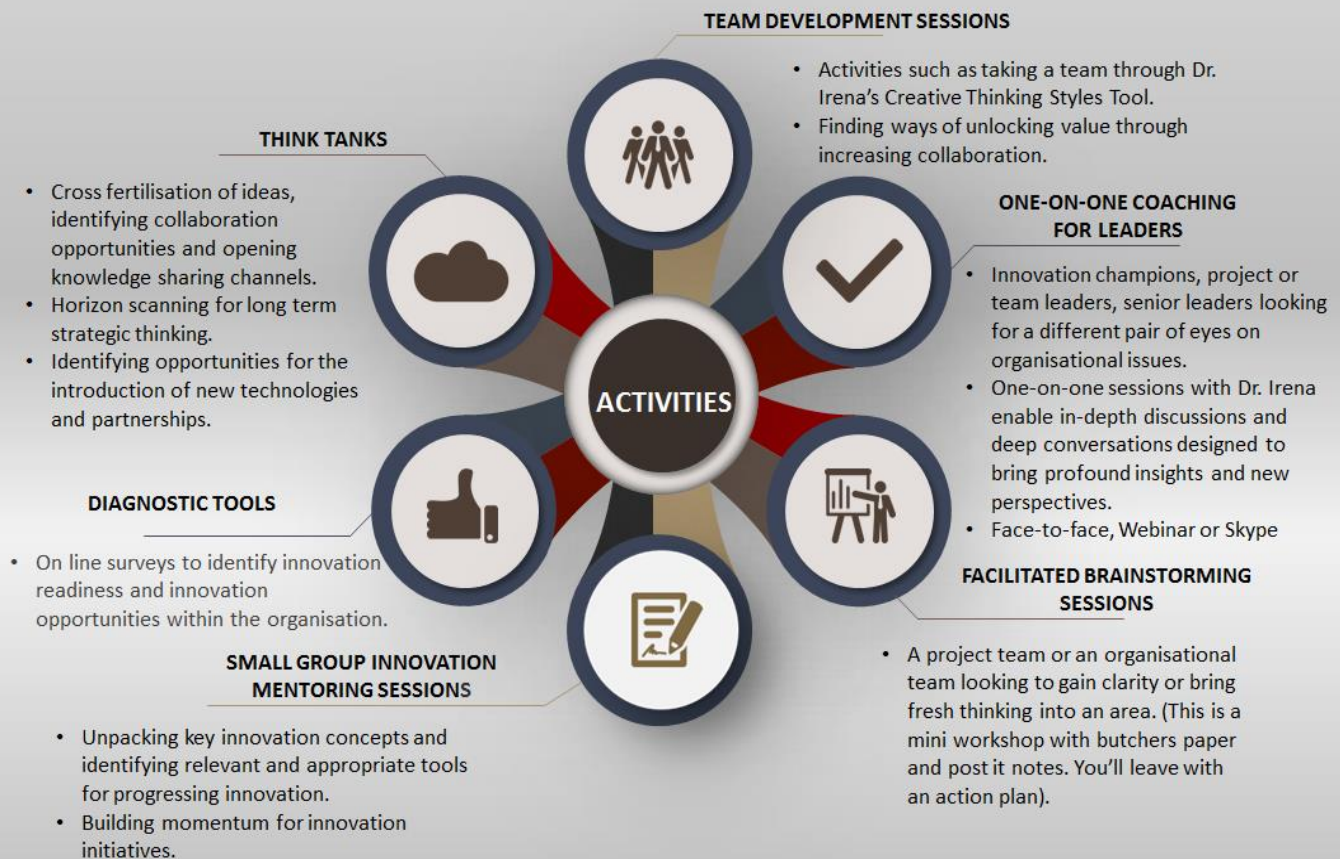 TEAM DEVELOPMENT SESSIONS
• Activities such as taking a team through Dr.
Irena's Creative Thinking Styles Tool.
• Finding ways of unlocking value through
increasing collaboration.
THINK TANKS
• Cross fertilisation of ideas,
identifying collaboration
opportunities and opening
knowledge sharing channels.
• Horizon scanning for long term
strategic thinking.
• Identifying opportunities for the
introduction of new technologies
and partnerships.
ONE-ON-ONE COACHING
FOR LEADERS
• Innovation champions, project or
team leaders, senior leaders looking
for a different pair of eyes on
organisational issues.
• One-on-one sessions with Dr. Irena
enable in-depth discussions and
deep conversations designed to
bring profound insights and new
perspectives.
• Face-to-face, Webinar or Skype
ACTIVITIES
DIAGNOSTIC TOOLS
• On line surveys to identify innovation
readiness and innovation
opportunities within the organisation.
FACILITATED BRAINSTORMING
SESSIONS
• A project team or an organisational
team looking to gain clarity or bring
fresh thinking into an area. (This is a
mini workshop with butchers paper
and post it notes. You'll leave with
an action plan).
SMALL GROUP INNOVATION
MENTORING SESSIONS
• Unpacking key innovation concepts and
identifying relevant and appropriate tools
for progressing innovation.
• Building momentum for innovation
initiatives.